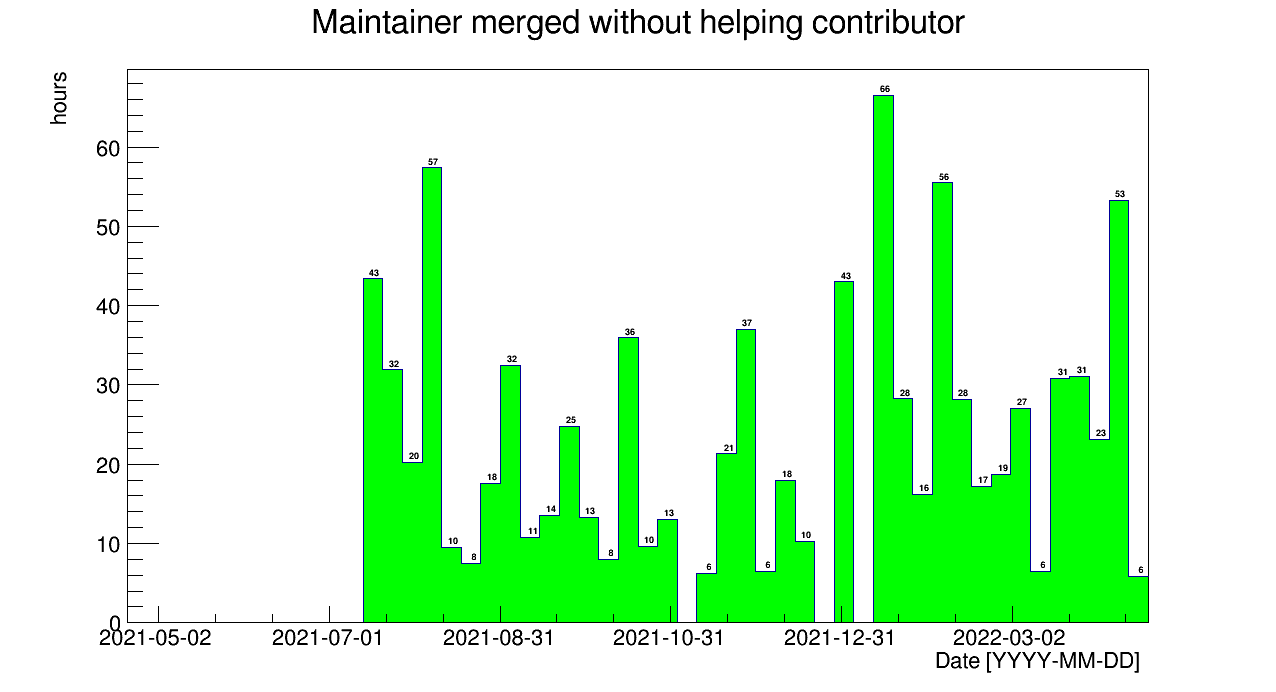 Maintainer merged without helping contributor
hours
60
50
40
30
20
10
0
43 32 20 57 10 8 18 32 11 14 25 13 8 36 10 13 6 21 37 6 18 10 43 66 28 16 56 28 17 19 27 6 31 31 23 53 6
2021-05-02 2021-07-01 2021-08-31 2021-10-31 2021-12-31 2022-03-02
Date [YYYY-MM-DD]